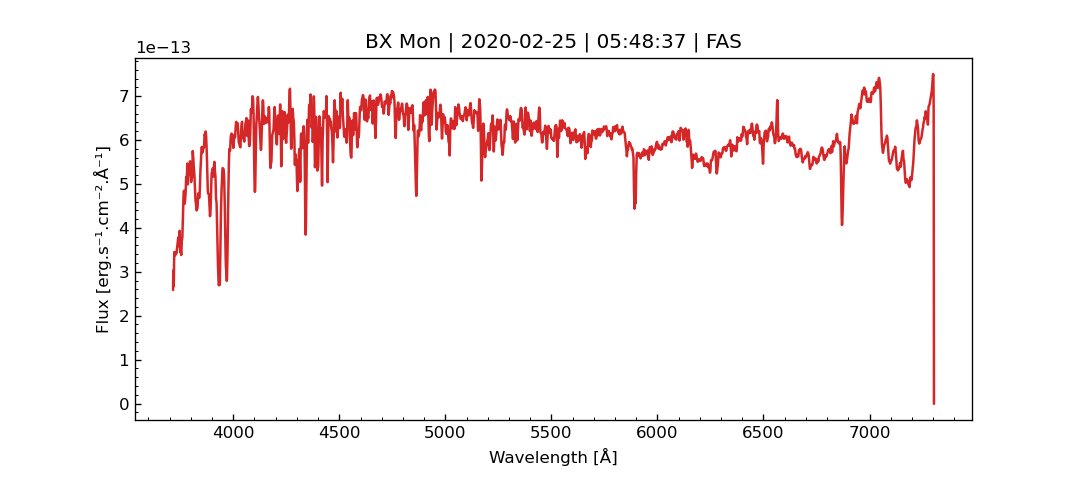 BX Mon | 2020-02-25 | 05:48:37 | FAS
1e−13
7
6
5
4
3
2
1
0
Flux [erg.s⁻¹.cm⁻².Å⁻¹]
4000 4500 5000 5500 6000 6500 7000
Wavelength [Å]